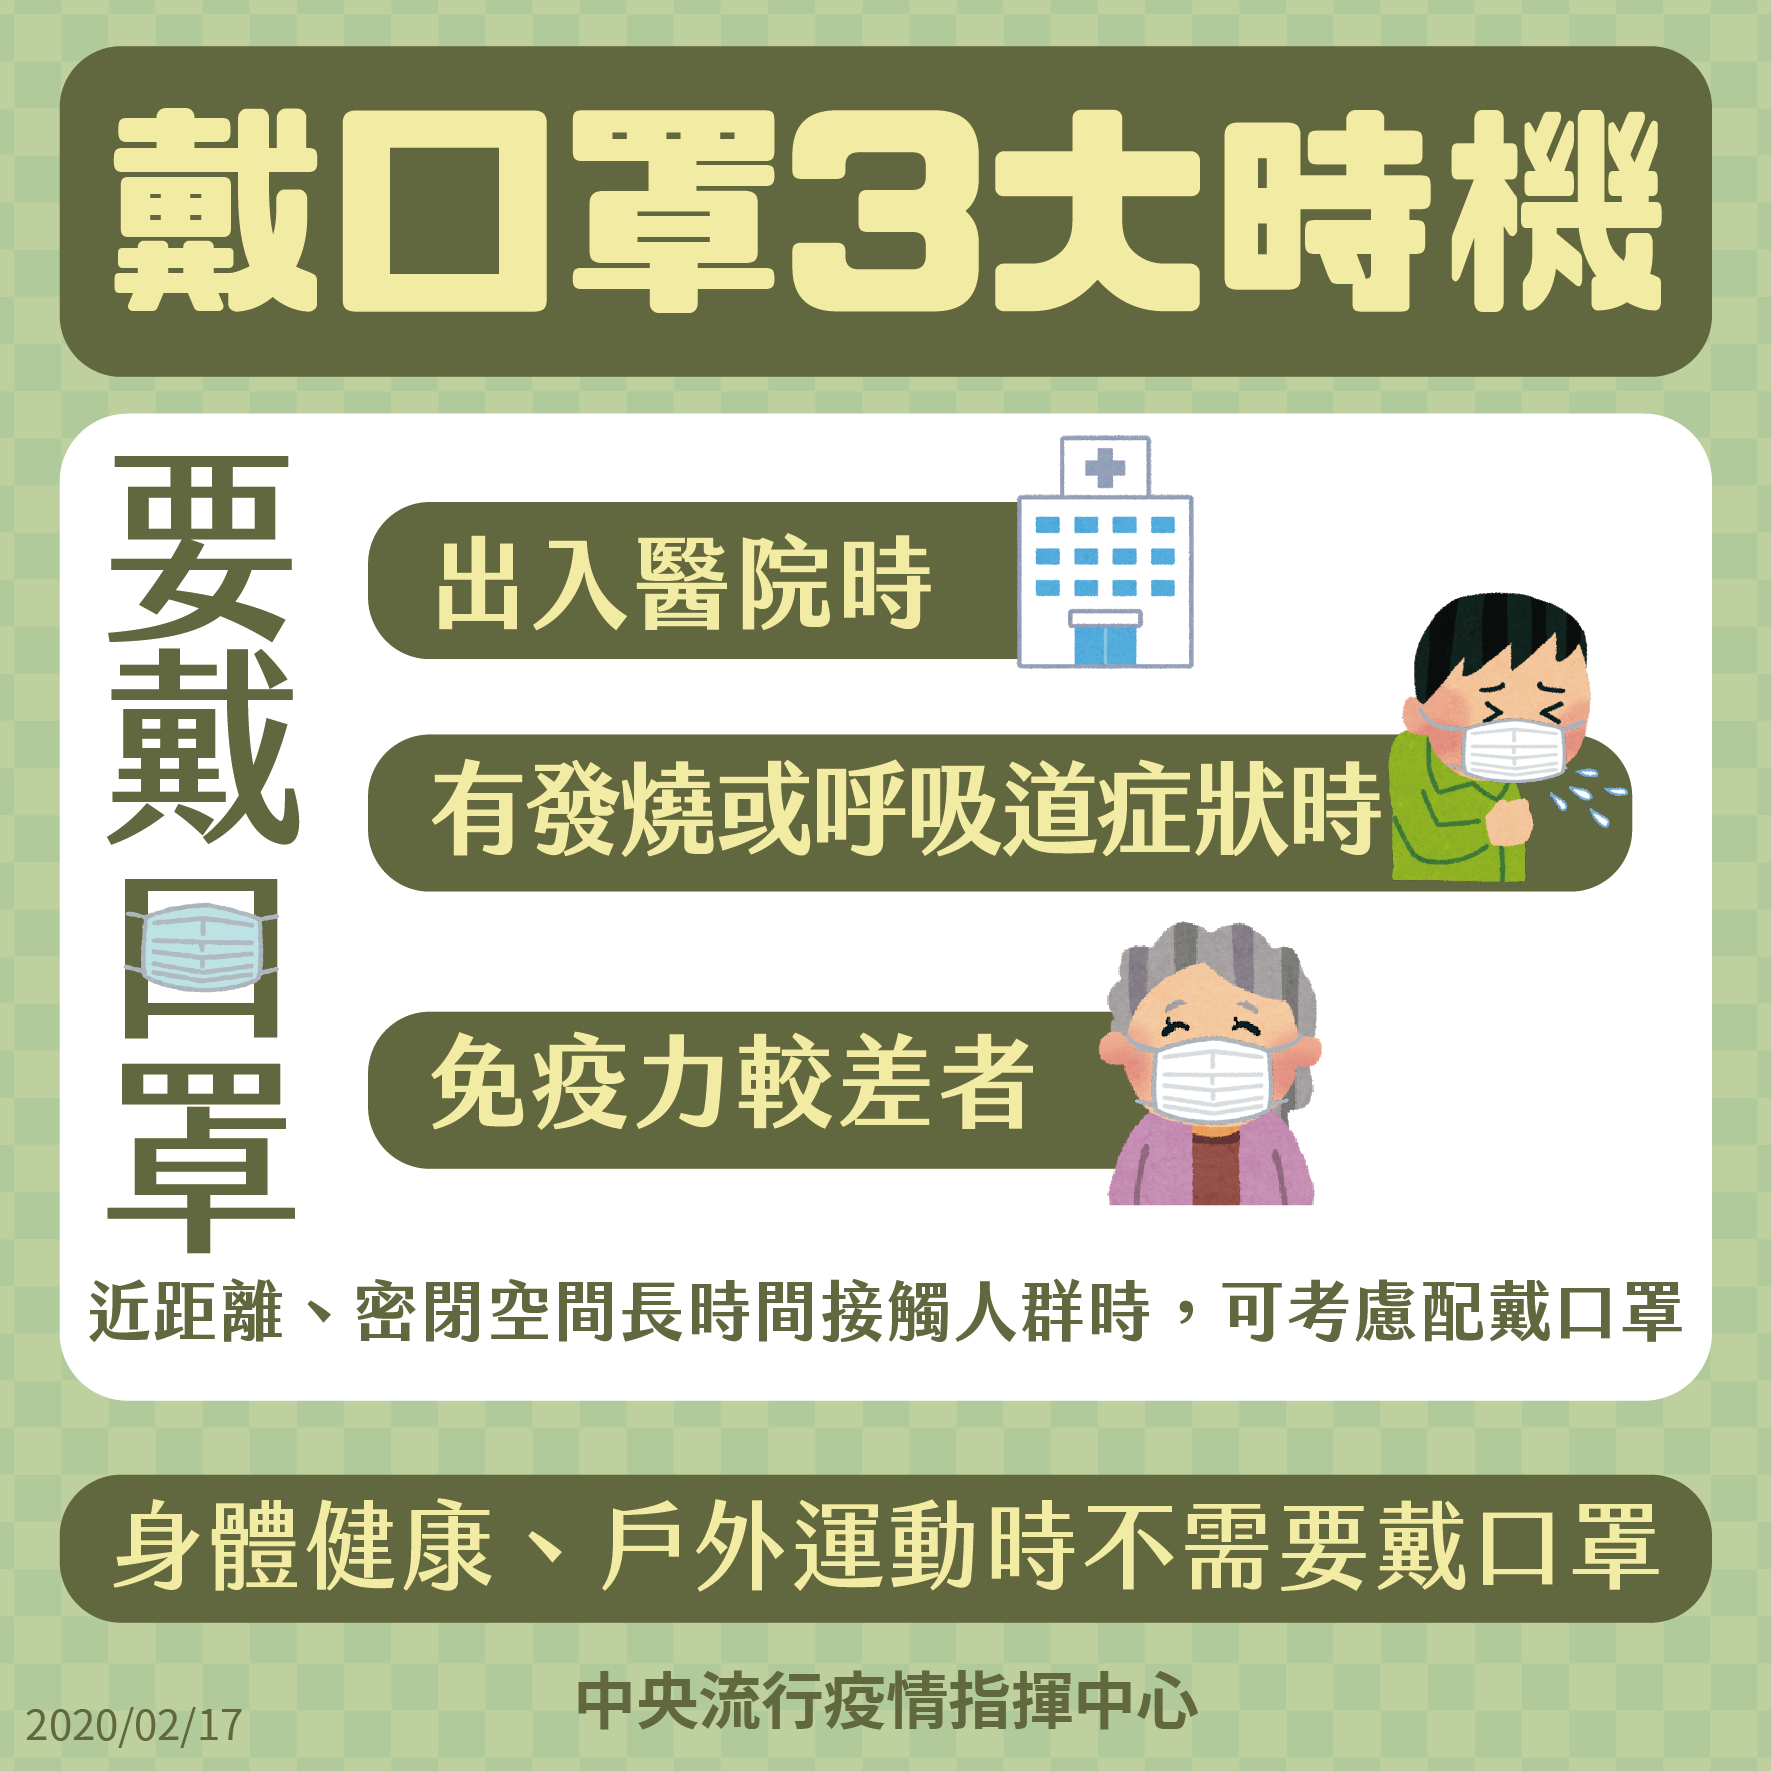 戴口罩3大時機
要戴口罩
出入醫院時
有發燒或呼吸道症狀時
免疫力較差者
近距離、密閉空間長時間接觸人群時，可考慮配戴口罩
身體健康、戶外運動時不需要戴口罩
中央流行疫情指揮中心
2020/02/17